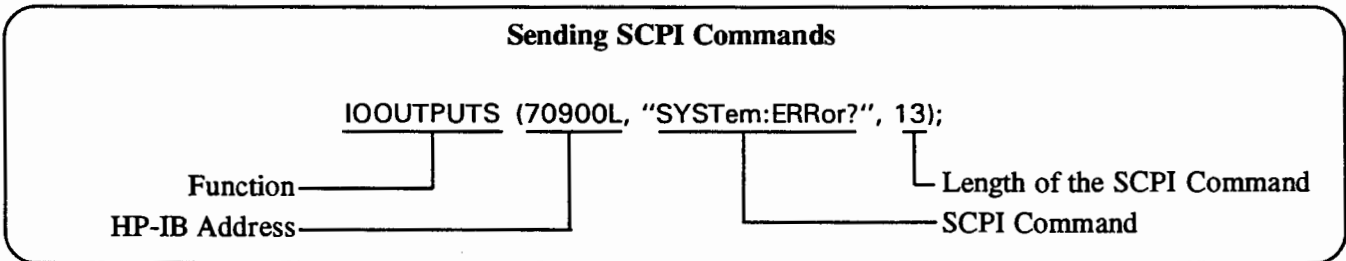 Sending SCPI Commands
IOOUTPUTS (70900L, “SYSTem:ERRor?”, 13);
Function
Length of the SCPI Command
HP-IB Address
SCPI Command